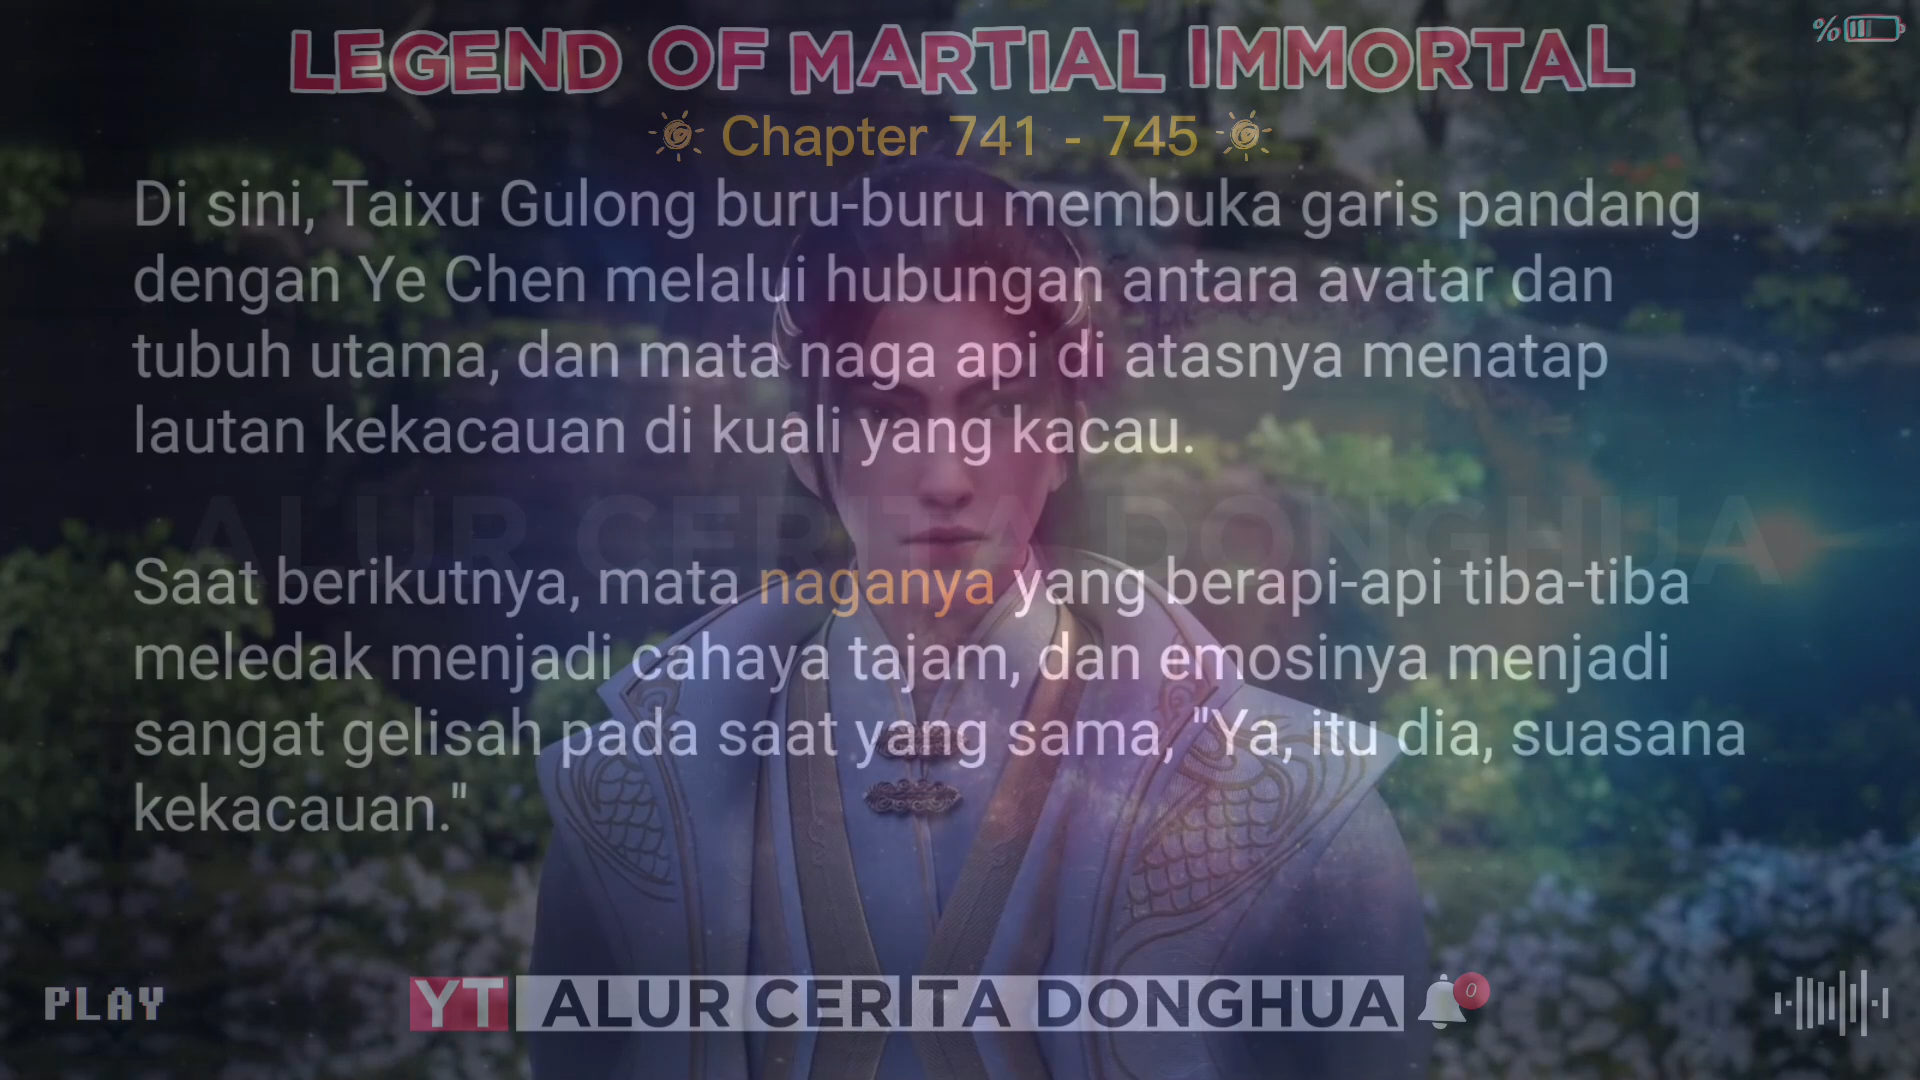 LEGEND OF MARTIAL IMMORTAL
%
Chapter 741 - 745
Di sini, Taixu Gulong buru-buru membuka garis pandang
dengan Ye Chen melalui hubungan antara avatar dan
tubuh utama, dan mata naga api di atasnya menatap
lautan kekacauan di kuali yang kacau.
ALUR CERITA DONGHUA
Saat berikutnya, mata naganya yang berapi-api tiba-tiba
meledak menjadi cahaya tajam, dan emosinya menjadi
sangat gelisah pada saat yang sama, "Ya, itu dia, suasana
kekacauan."
PLAY
YT ALUR CERITA DONGHUA
0